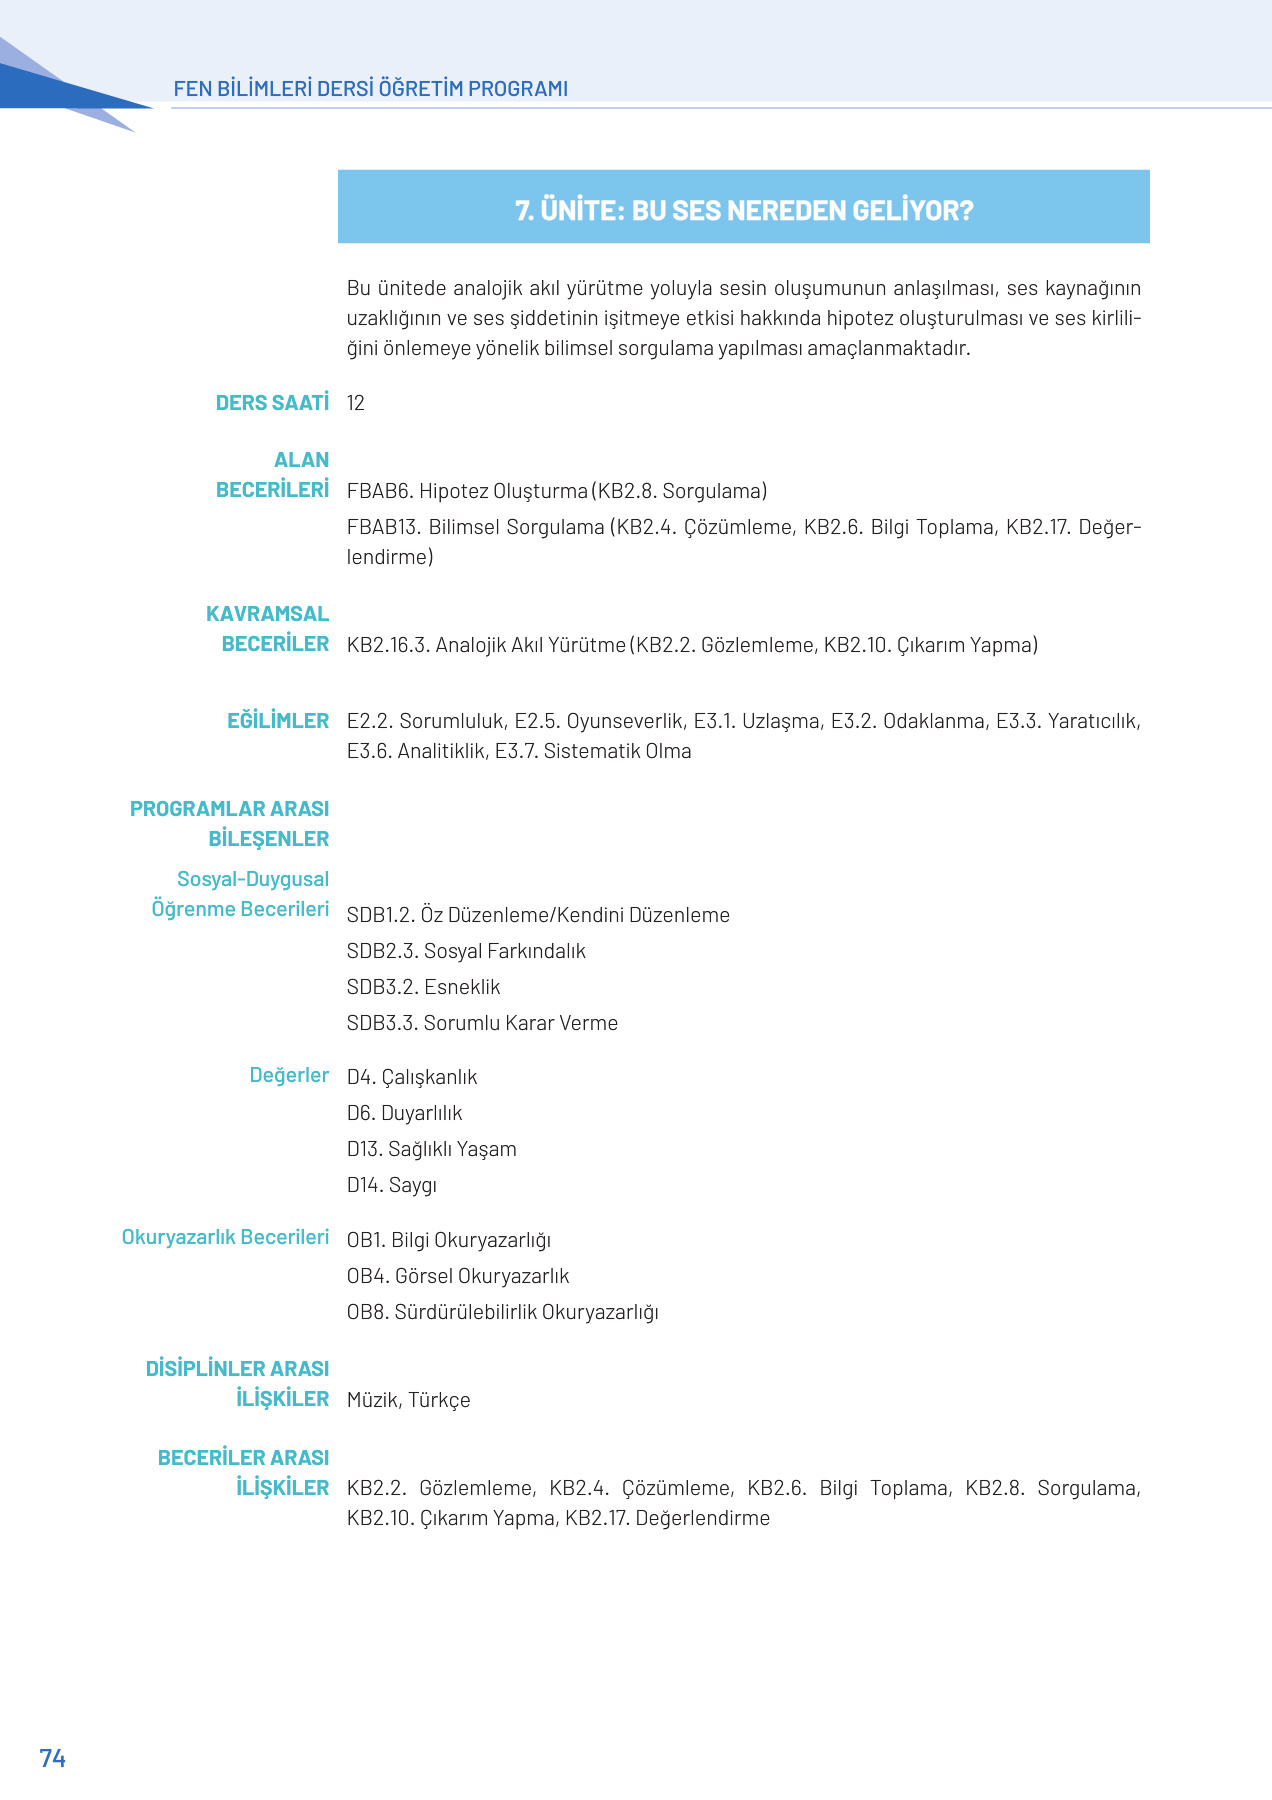 FEN BİLİMLERİ DERSİ ÖĞRETİM PROGRAMI
7. ÜNİTE: BU SES NEREDEN GELİYOR?
Bu ünitede analojik akıl yürütme yoluyla sesin oluşumunun anlaşılması, ses kaynağının
uzaklığının ve ses şiddetinin işitmeye etkisi hakkında hipotez oluşturulması ve ses kirlili-
ğini önlemeye yönelik bilimsel sorgulama yapılması amaçlanmaktadır.
DERS SAATİ 12
ALAN
BECERİLERİ FBAB6. Hipotez Oluşturma (KB2.8. Sorgulama)
FBAB13. Bilimsel Sorgulama (KB2.4. Çözümleme, KB2.6. Bilgi Toplama, KB2.17. Değer-
lendirme)
KAVRAMSAL
BECERİLER KB2.16.3. Analojik Akıl Yürütme (KB2.2. Gözlemleme, KB2.10. Çıkarım Yapma)
EĞİLİMLER E2.2. Sorumluluk, E2.5. Oyunseverlik, E3.1. Uzlaşma, E3.2. Odaklanma, E3.3. Yaratıcılık,
E3.6. Analitiklik, E3.7. Sistematik Olma
PROGRAMLAR ARASI
BİLEŞENLER
Sosyal-Duygusal
Öğrenme Becerileri SDB1.2. Öz Düzenleme/Kendini Düzenleme
SDB2.3. Sosyal Farkındalık
SDB3.2. Esneklik
SDB3.3. Sorumlu Karar Verme
Değerler D4. Çalışkanlık
D6. Duyarlılık
D13. Sağlıklı Yaşam
D14. Saygı
Okuryazarlık Becerileri OB1. Bilgi Okuryazarlığı
OB4. Görsel Okuryazarlık
OB8. Sürdürülebilirlik Okuryazarlığı
DİSİPLİNLER ARASI
İLİŞKİLER Müzik, Türkçe
BECERİLER ARASI
İLİŞKİLER KB2.2. Gözlemleme, KB2.4. Çözümleme, KB2.6. Bilgi Toplama, KB2.8. Sorgulama,
KB2.10. Çıkarım Yapma, KB2.17. Değerlendirme
74